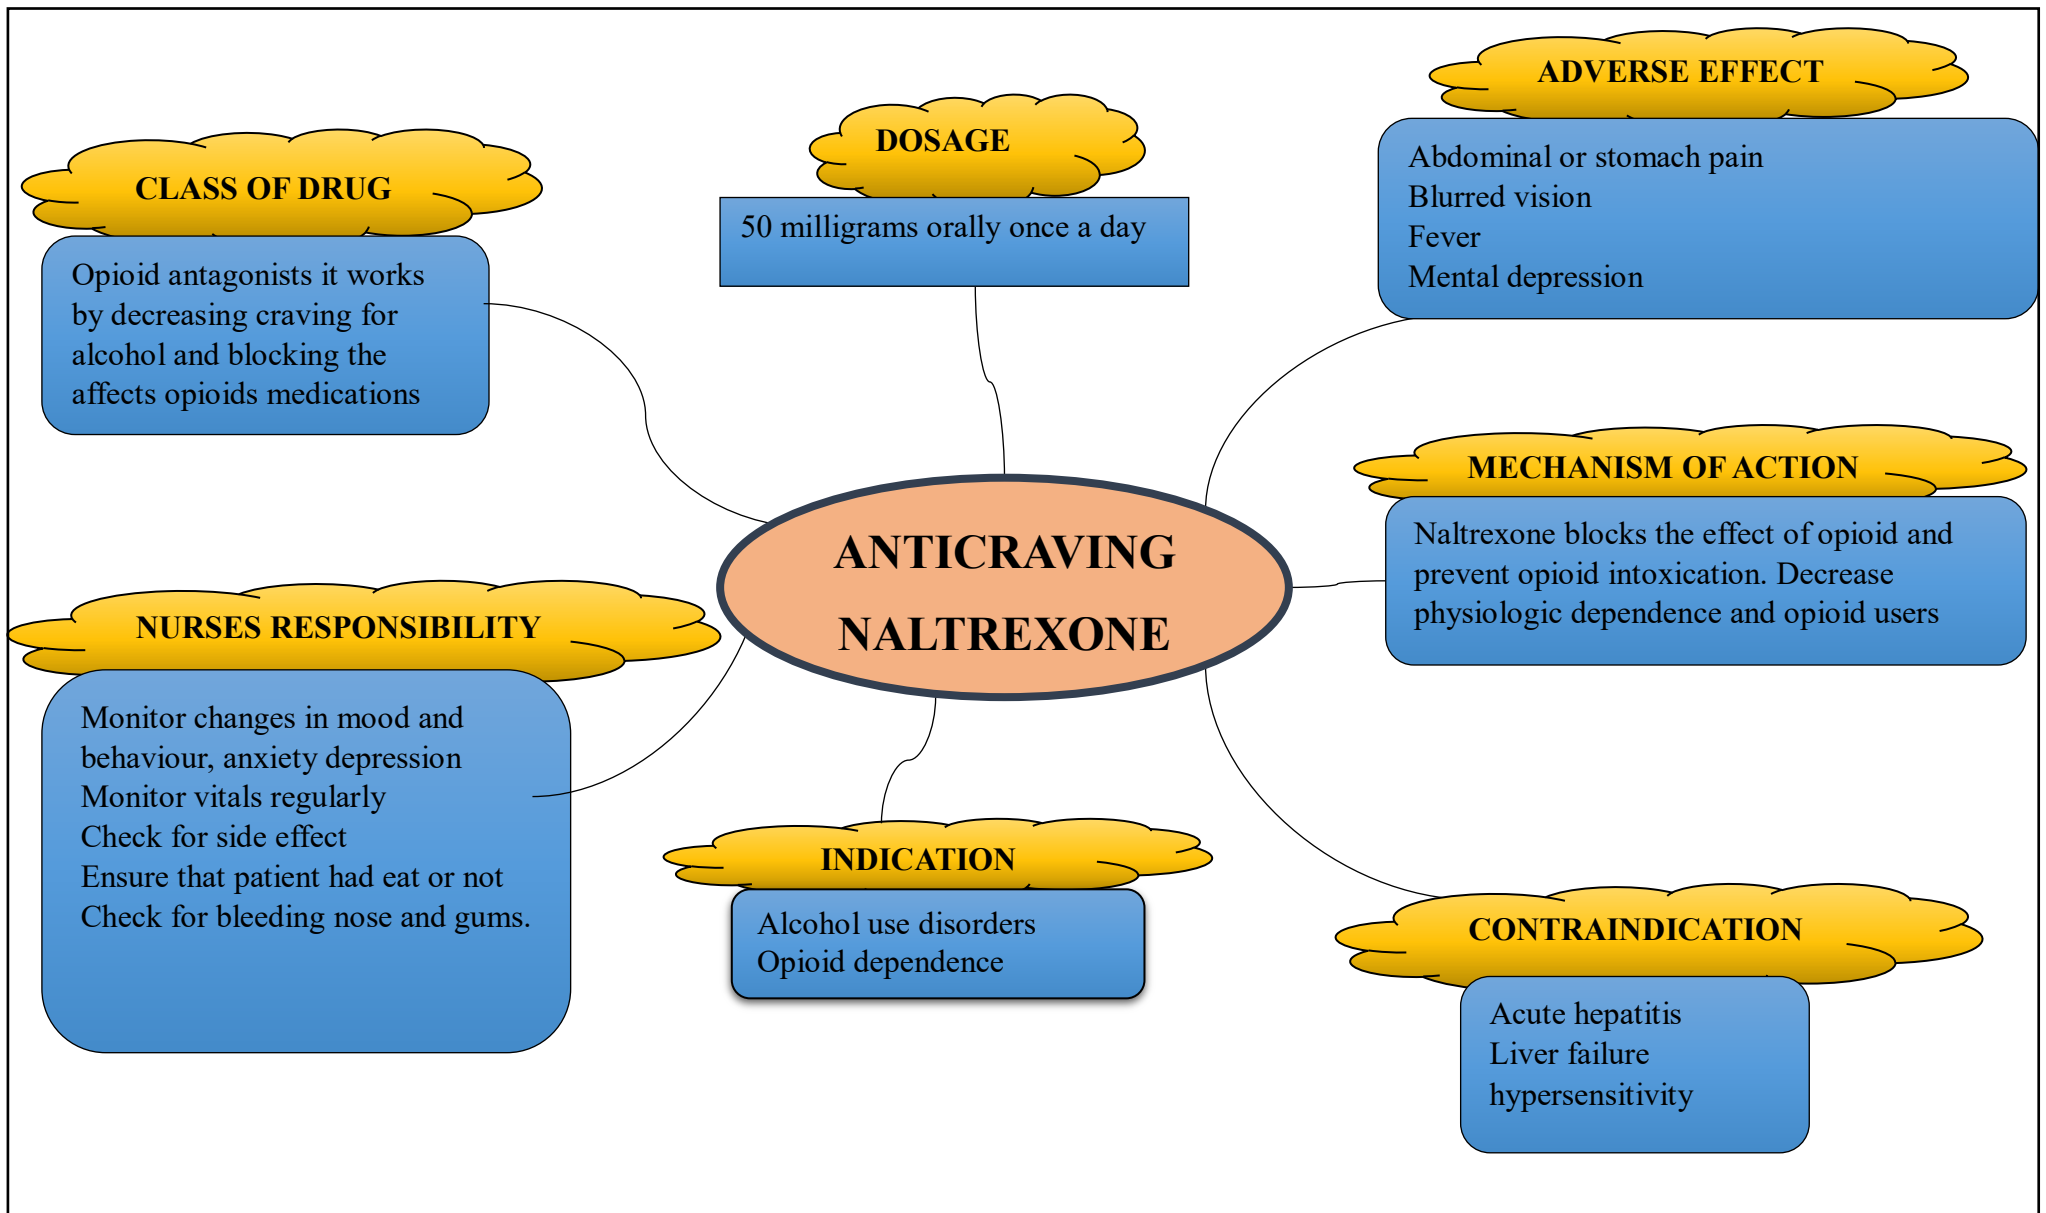 CLASS OF DRUG
Opioid antagonists it works
by decreasing craving for
alcohol and blocking the
affects opioids medications
DOSAGE
50 milligrams orally once a day
ADVERSE EFFECT
Abdominal or stomach pain
Blurred vision
Fever
Mental depression
ANTICRAVING
NALTREXONE
MECHANISM OF ACTION
Naltrexone blocks the effect of opioid and
prevent opioid intoxication. Decrease
physiologic dependence and opioid users
NURSES RESPONSIBILITY
Monitor changes in mood and
behaviour, anxiety depression
Monitor vitals regularly
Check for side effect
Ensure that patient had eat or not
Check for bleeding nose and gums.
INDICATION
Alcohol use disorders
Opioid dependence
CONTRAINDICATION
Acute hepatitis
Liver failure
hypersensitivity